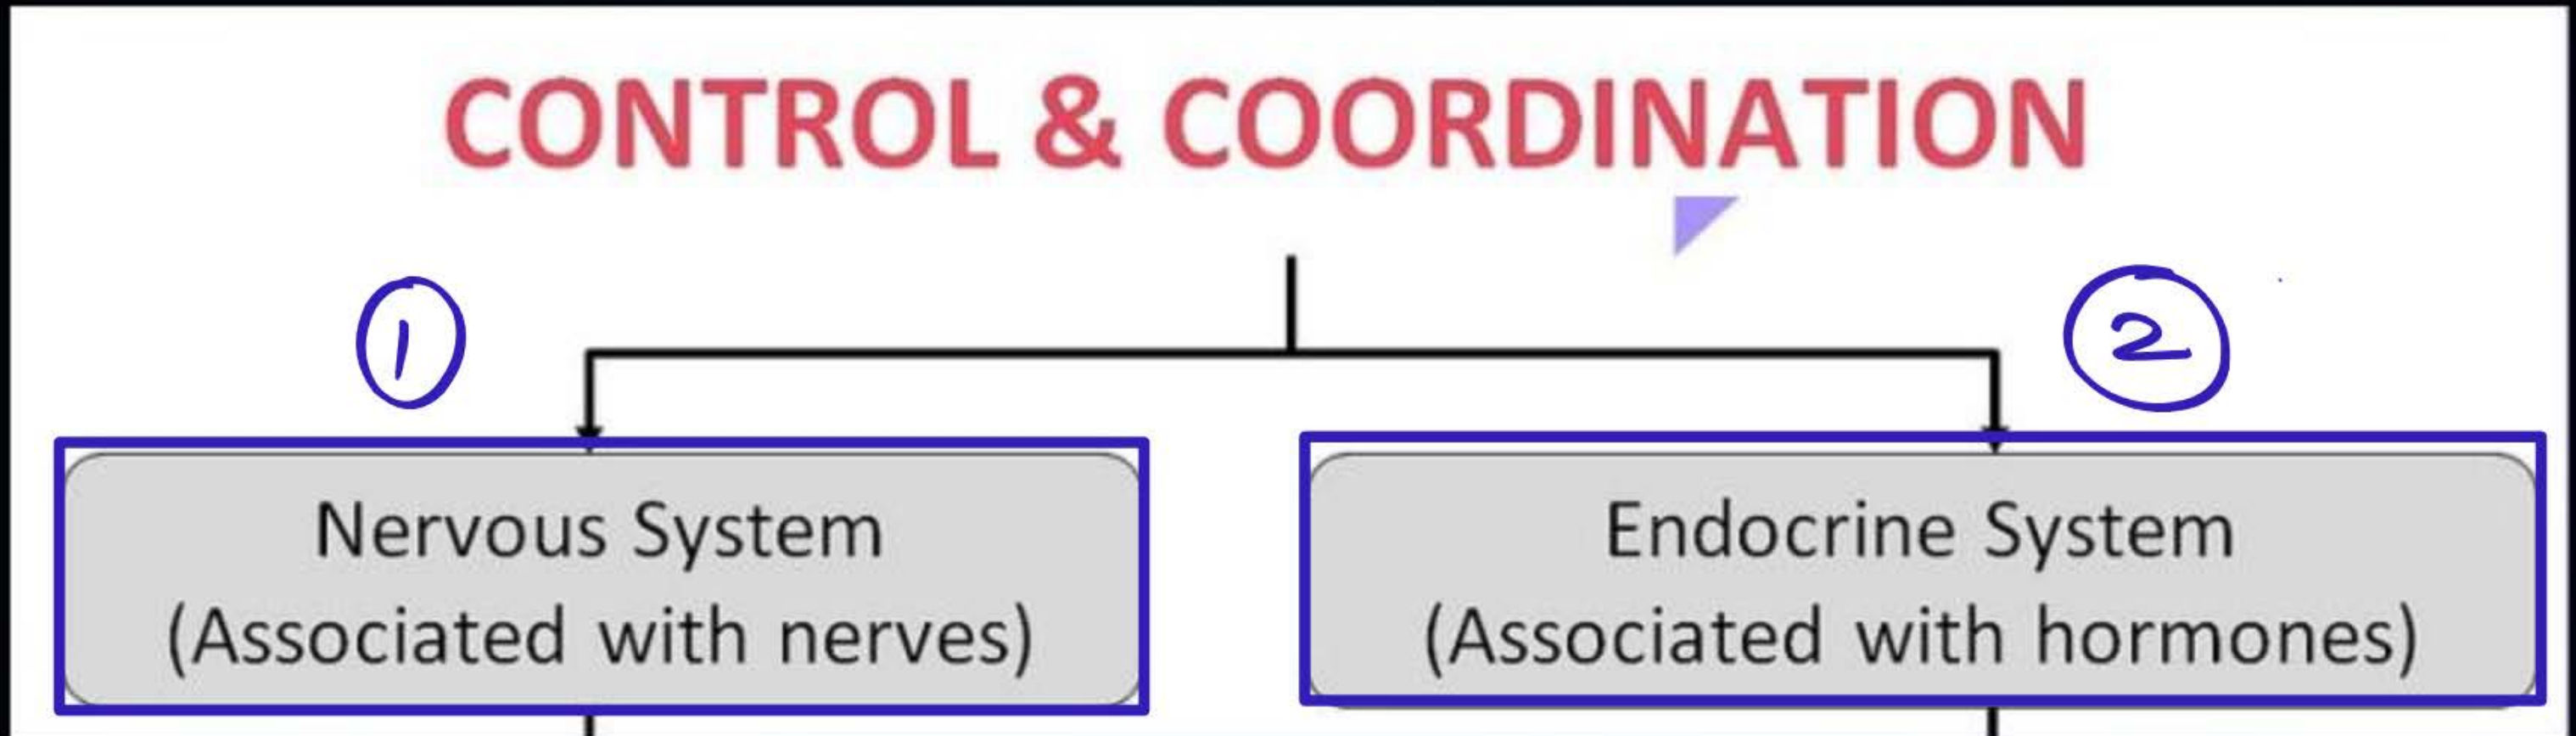 CONTROL & COORDINATION
1
2
Nervous System
(Associated with nerves)
Endocrine System
(Associated with hormones)